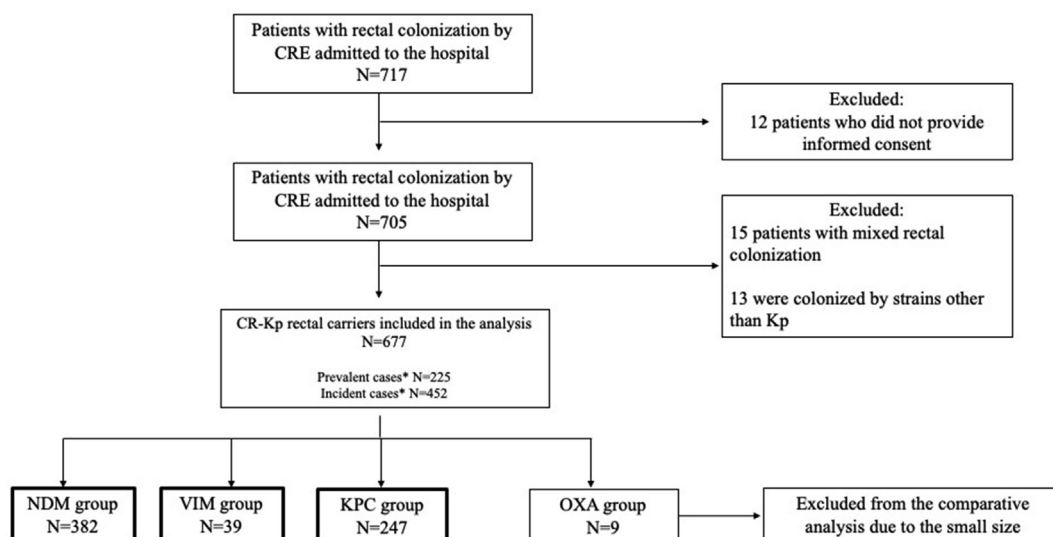 Patients with rectal colonization by
CRE admitted to the hospital
N=717
Excluded:
12 patients who did not provide
informed consent
Patients with rectal colonization by
CRE admitted to the hospital
N=705
Excluded:
15 patients with mixed rectal
colonization
13 were colonized by strains other
than Kp
CR-Kp rectal carriers included in the analysis
N=677
Prevalent cases* N=225
Incident cases* N=452
NDM group
N=382
VIM group
N=39
KPC group
N=247
OXA group
N=9
Excluded from the comparative
analysis due to the small size